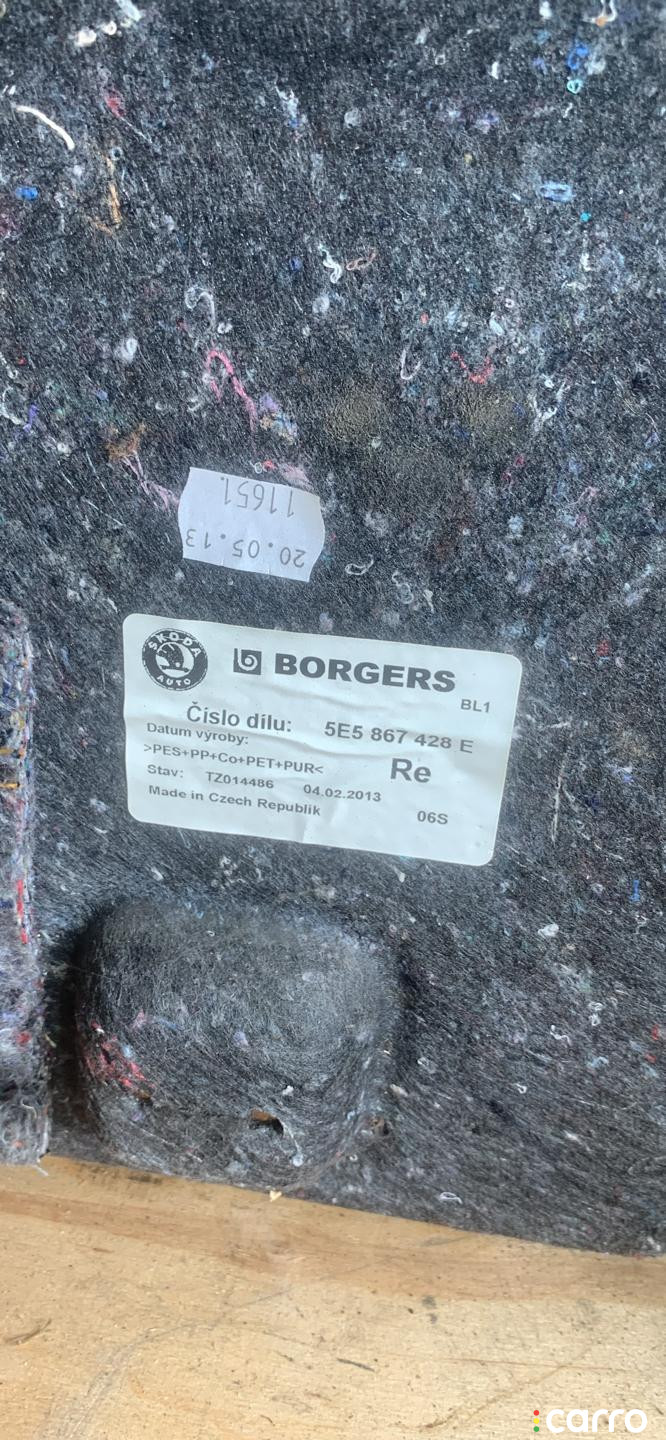 11651.
20.05.13
ŠKODA
AUTO
BORGERS
BL1
Číslo dílu: 5E5 867 428 E
Datum výroby:
>PES+PP+Co+PET+PUR< Re
Stav: TZ014486 04.02.2013
Made in Czech Republik 06S
carro